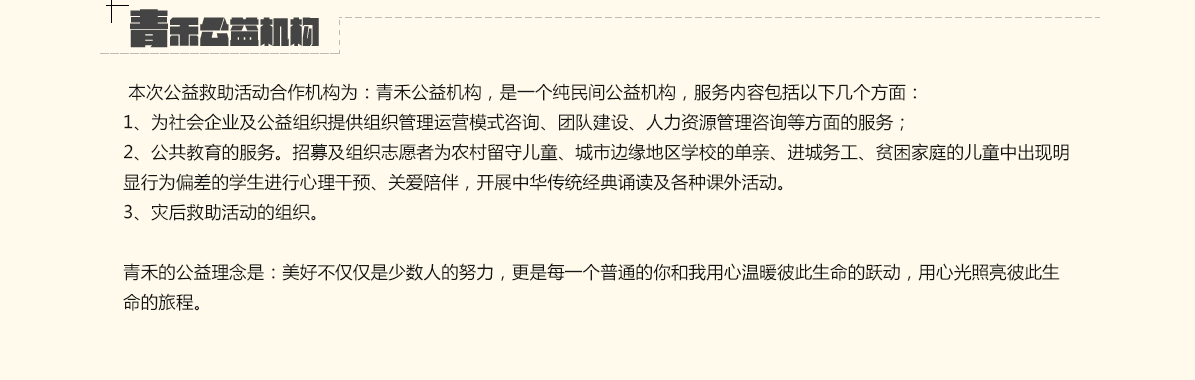 青禾公益机构
本次公益救助活动合作机构为：青禾公益机构，是一个纯民间公益机构，服务内容包括以下几个方面：
1、为社会企业及公益组织提供组织管理运营模式咨询、团队建设、人力资源管理咨询等方面的服务；
2、公共教育的服务。招募及组织志愿者为农村留守儿童、城市边缘地区学校的单亲、进城务工、贫困家庭的儿童中出现明
显行为偏差的学生进行心理干预、关爱陪伴，开展中华传统经典诵读及各种课外活动。
3、灾后救助活动的组织。
青禾的公益理念是：美好不仅仅是少数人的努力，更是每一个普通的你和我用心温暖彼此生命的跃动，用心光照亮彼此生
命的旅程。